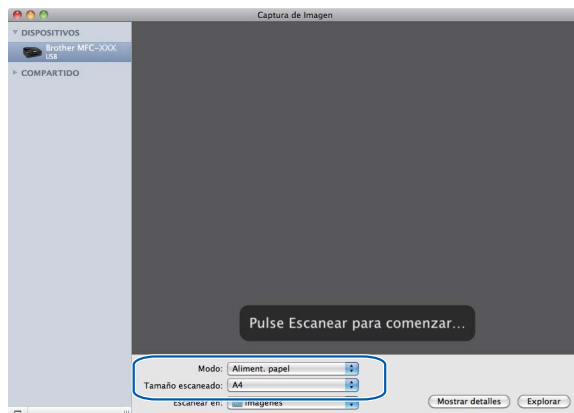 Captura de Imagen
DISPOSITIVOS
Brother MFC-XXX
USB
COMPARTIDO
Pulse Escanear para comenzar...
Modo: Aliment. papel
Tamaño escaneado: A4
Escanear en: Imágenes
Mostrar detalles Explorar